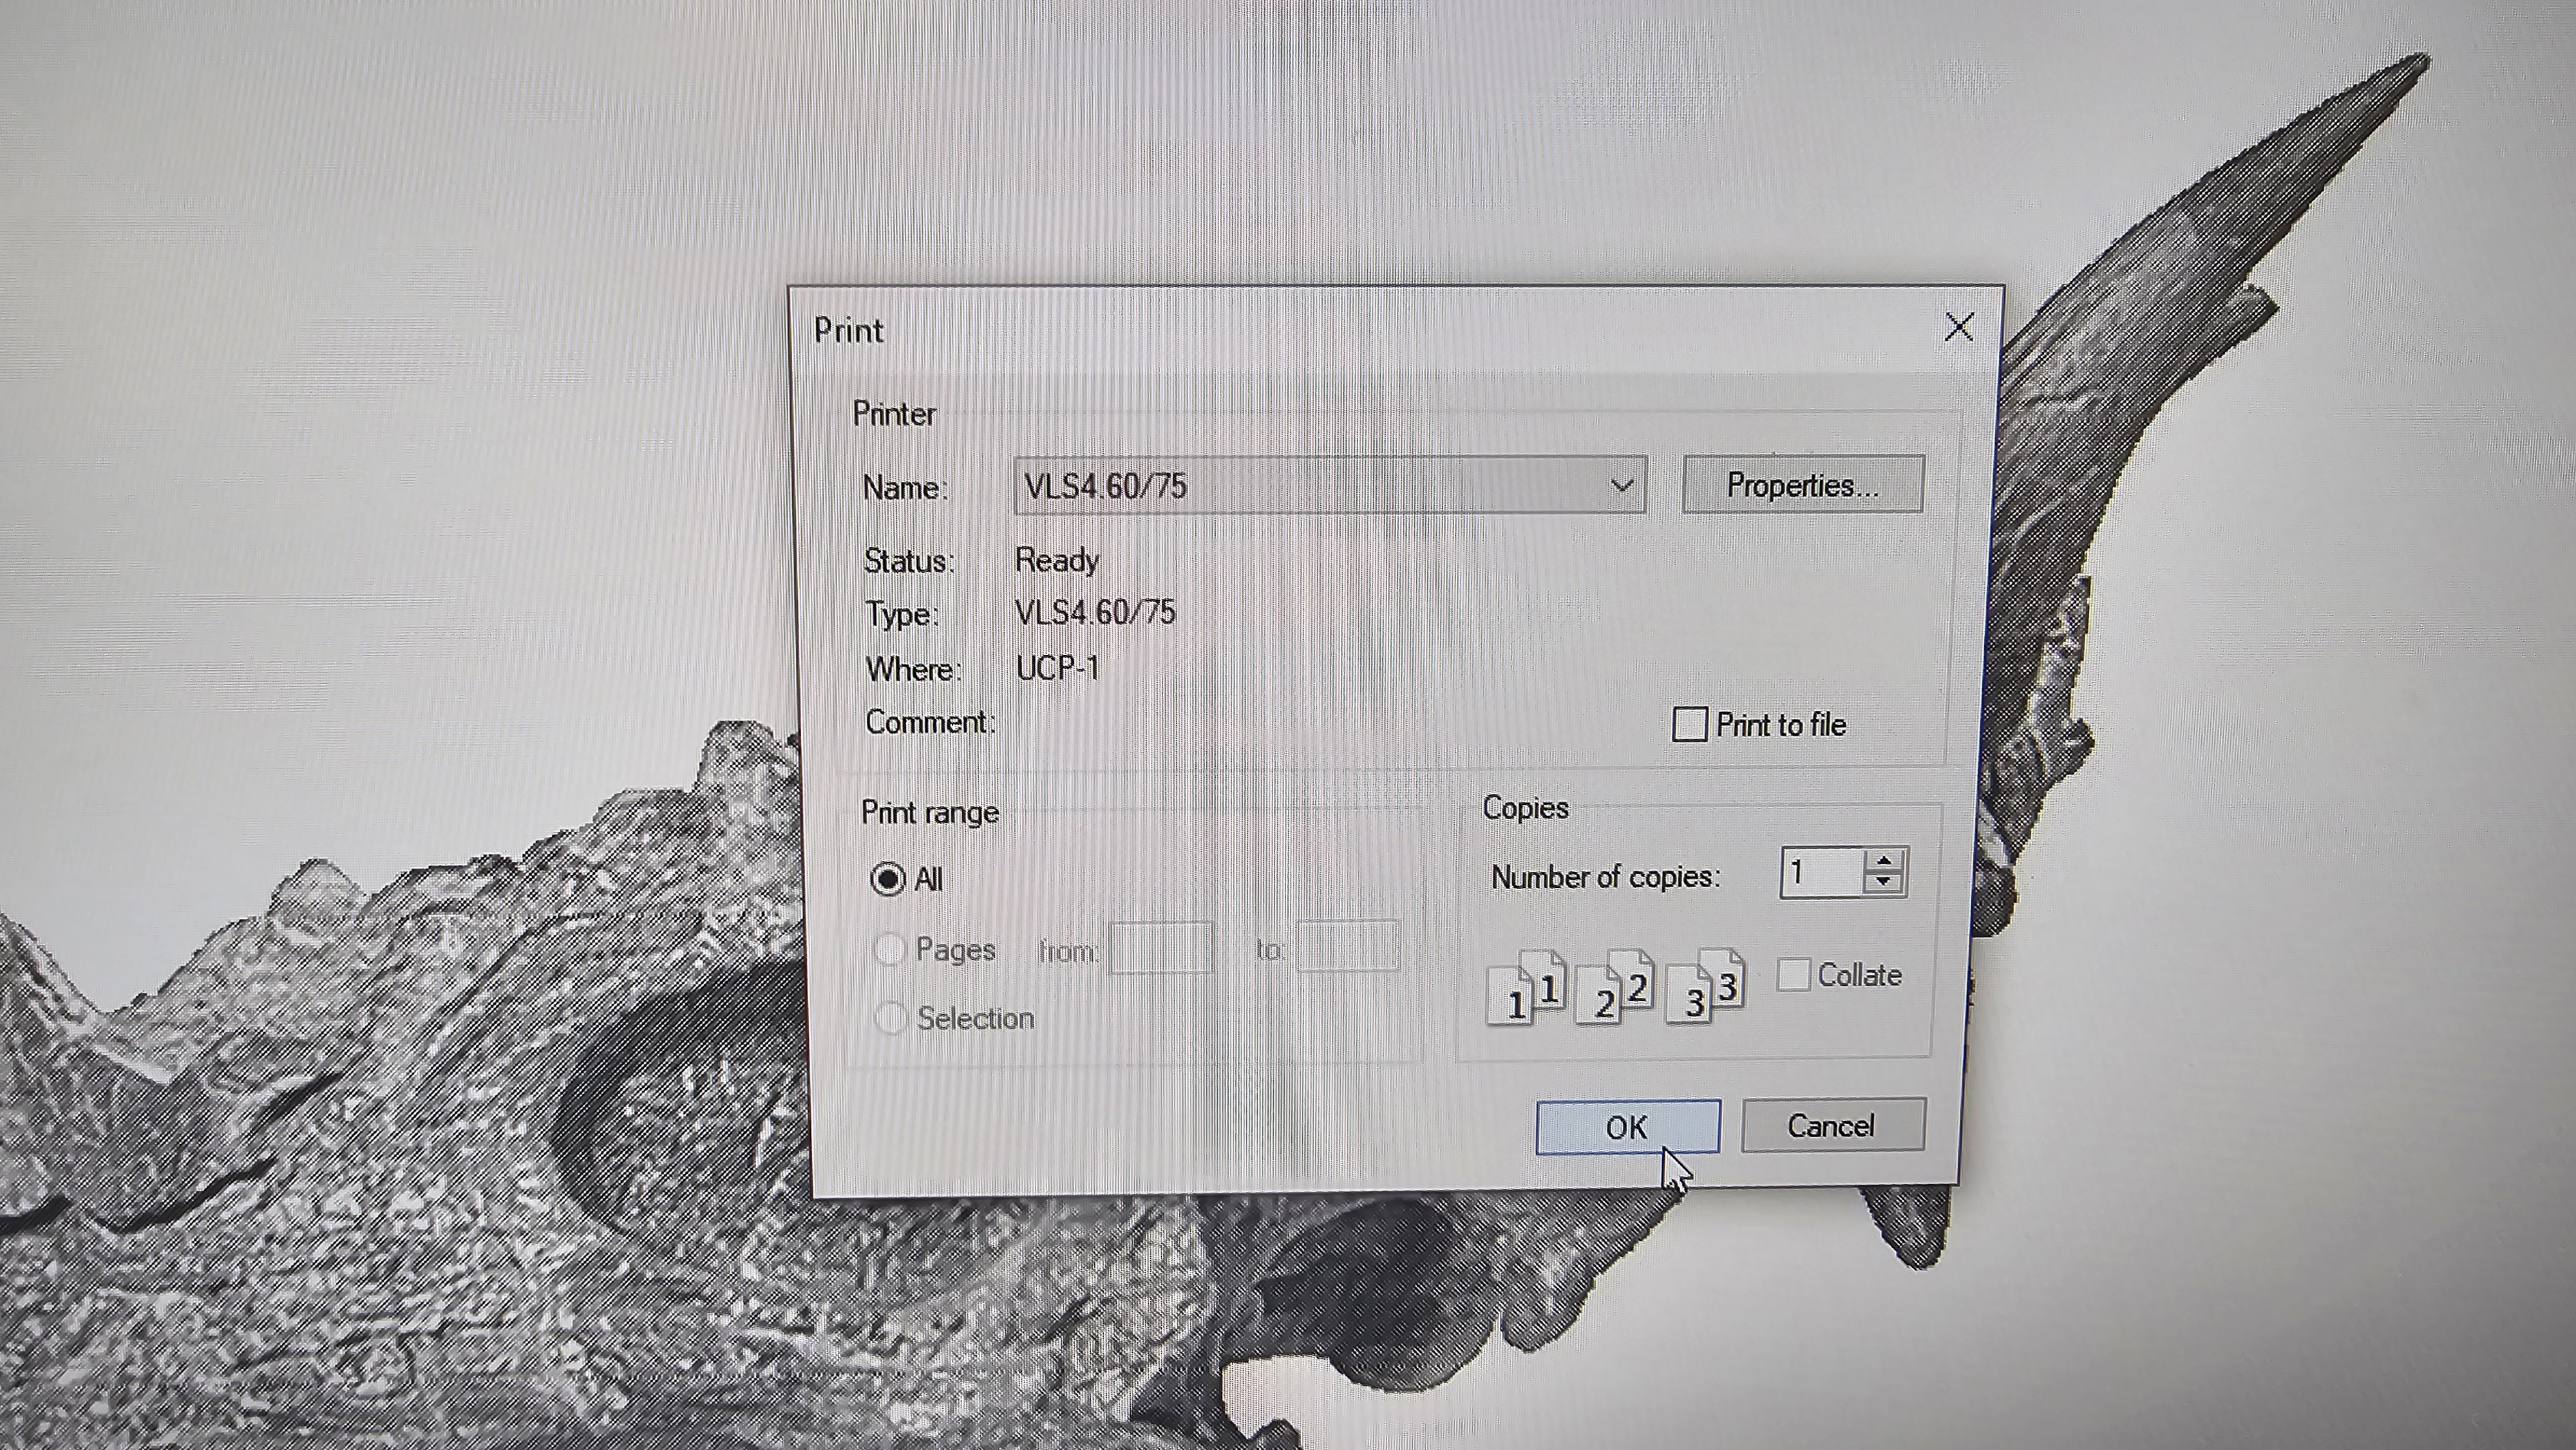 Print
Printer
Name: VLS4.60/75 Properties...
Status: Ready
Type: VLS4.60/75
Where: UCP-1
Comment:
Print to file
Print range
All
Pages from: to:
Selection
Copies
Number of copies: 1
1 1 2 2 3 3 Collate
OK Cancel